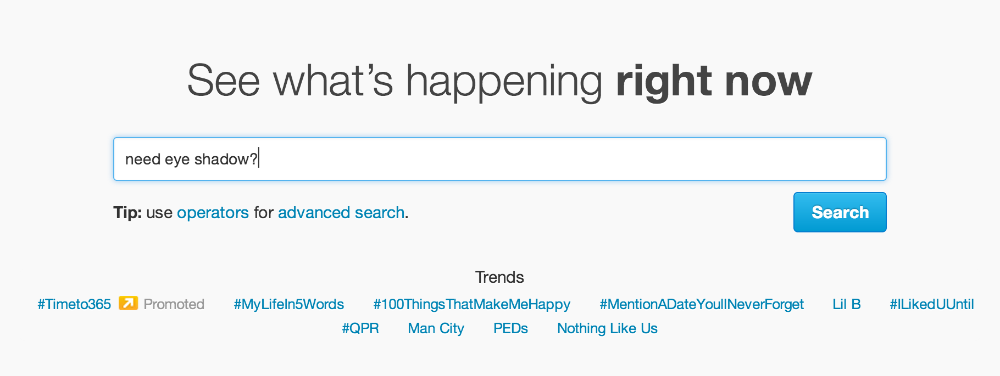 See what's happening right now
need eye shadow?
Tip: use operators for advanced search.
Search
Trends
#Timeto365 Promoted #MyLifeIn5Words #100ThingsThatMakeMeHappy #MentionADateYoullNeverForget Lil B #ILikedUUntil
#QPR Man City PEDs Nothing Like Us